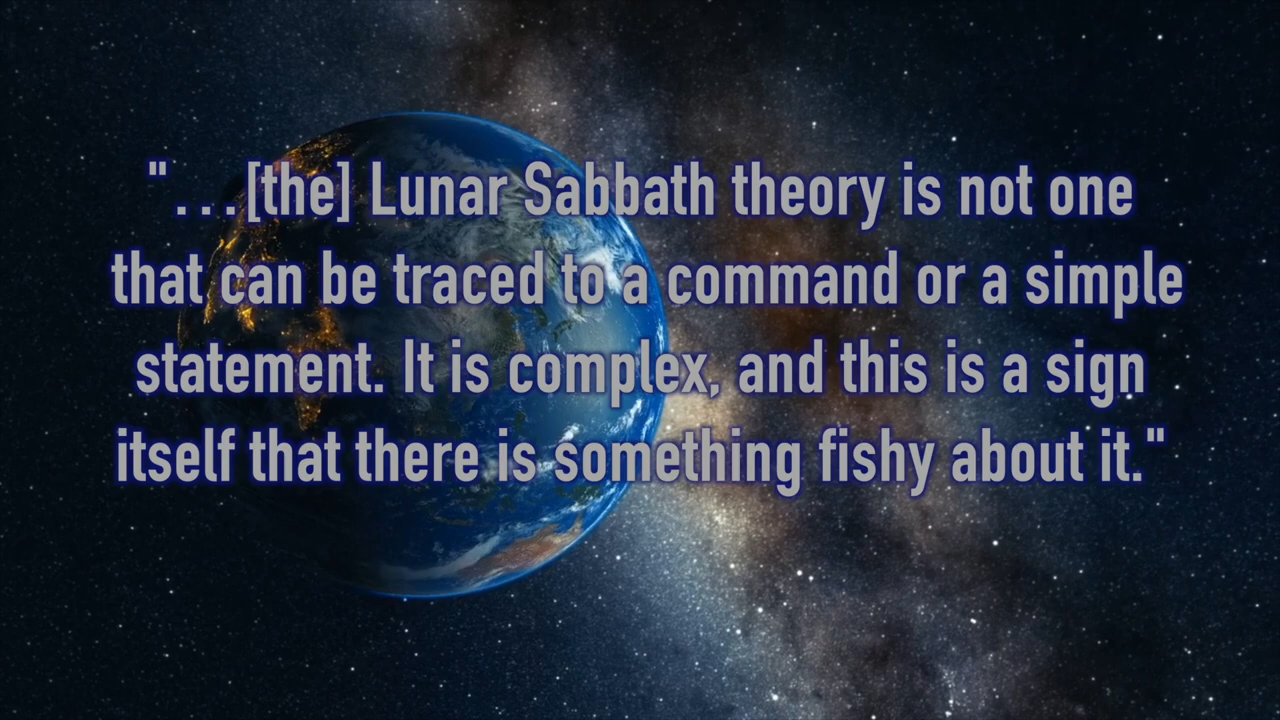 ". . .[the] Lunar Sabbath theory is not one
that can be traced to a command or a simple
statement. It is complex, and this is a sign
itself that there is something fishy about it."